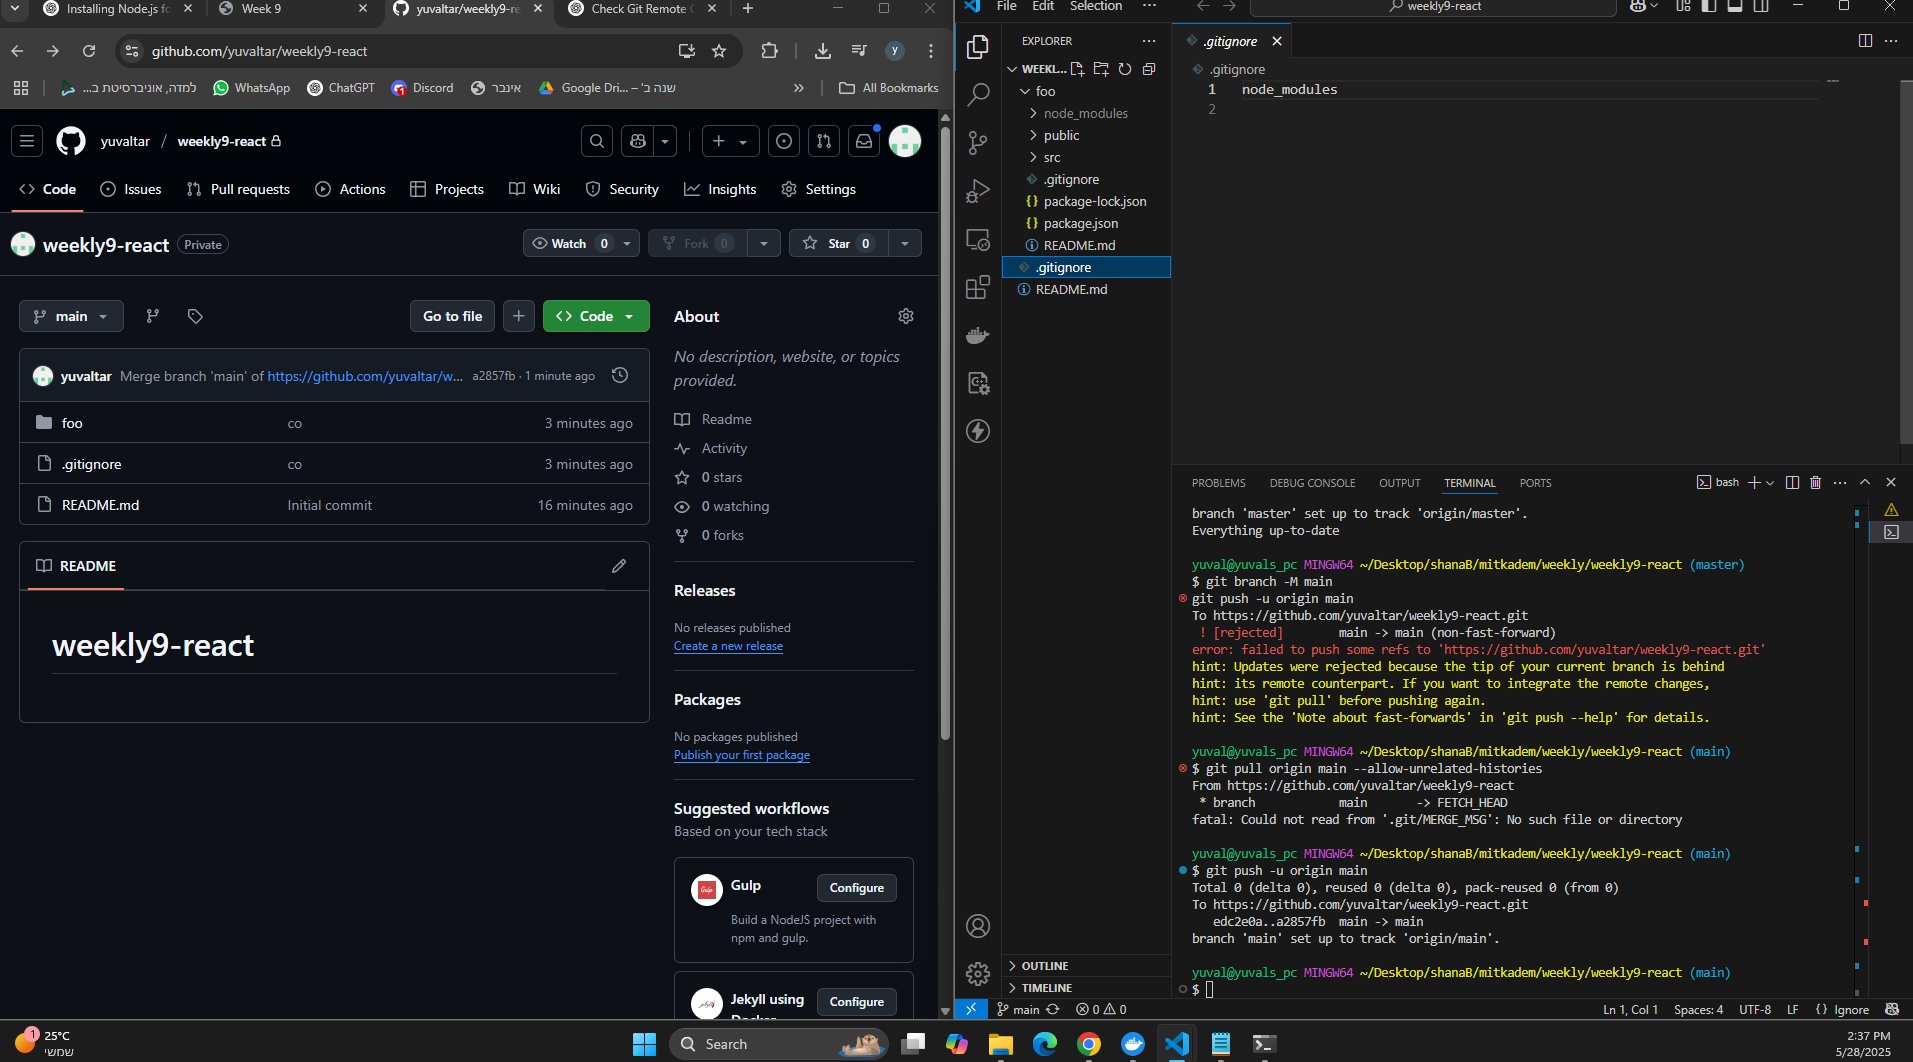 Installing Node.js fo
Week 9
yuvaltar/weekly9-re
Check Git Remote
github.com/yuvaltar/weekly9-react
y
למדה, אוניברסיטת ב...
WhatsApp
ChatGPT
Discord
אינבר
Google Dri... – שנה ב'
»
All Bookmarks
yuvaltar / weekly9-react
Code
Issues
Pull requests
Actions
Projects
Wiki
Security
Insights
Settings
weekly9-react
Private
Watch 0
Fork 0
Star 0
main
Go to file
Code
yuvaltar Merge branch 'main' of https://github.com/yuvaltar/w... a2857fb · 1 minute ago
foo co 3 minutes ago
.gitignore co 3 minutes ago
README.md Initial commit 16 minutes ago
README
weekly9-react
About
No description, website, or topics
provided.
Readme
Activity
0 stars
0 watching
0 forks
Releases
No releases published
Create a new release
Packages
No packages published
Publish your first package
Suggested workflows
Based on your tech stack
Gulp
Configure
Build a NodeJS project with
npm and gulp.
Jekyll using
Configure
File Edit Selection ...
weekly9-react
EXPLORER
WEEKL...
foo
node_modules
public
src
.gitignore
package-lock.json
package.json
README.md
.gitignore
README.md
OUTLINE
TIMELINE
.gitignore
.gitignore
1 node_modules
2
PROBLEMS DEBUG CONSOLE OUTPUT TERMINAL PORTS
bash
branch 'master' set up to track 'origin/master'.
Everything up-to-date
yuval@yuvals_pc MINGW64 ~/Desktop/shanaB/mitkadem/weekly/weekly9-react (master)
$ git branch -M main
git push -u origin main
To https://github.com/yuvaltar/weekly9-react.git
! [rejected] main -> main (non-fast-forward)
error: failed to push some refs to 'https://github.com/yuvaltar/weekly9-react.git'
hint: Updates were rejected because the tip of your current branch is behind
hint: its remote counterpart. If you want to integrate the remote changes,
hint: use 'git pull' before pushing again.
hint: See the 'Note about fast-forwards' in 'git push --help' for details.
yuval@yuvals_pc MINGW64 ~/Desktop/shanaB/mitkadem/weekly/weekly9-react (main)
$ git pull origin main --allow-unrelated-histories
From https://github.com/yuvaltar/weekly9-react
* branch main -> FETCH_HEAD
fatal: Could not read from '.git/MERGE_MSG': No such file or directory
yuval@yuvals_pc MINGW64 ~/Desktop/shanaB/mitkadem/weekly/weekly9-react (main)
$ git push -u origin main
Total 0 (delta 0), reused 0 (delta 0), pack-reused 0 (from 0)
To https://github.com/yuvaltar/weekly9-react.git
edc2e0a..a2857fb main -> main
branch 'main' set up to track 'origin/main'.
yuval@yuvals_pc MINGW64 ~/Desktop/shanaB/mitkadem/weekly/weekly9-react (main)
$
main
0 0
Ln 1, Col 1 Spaces: 4 UTF-8 LF {} Ignore
1
25°C
שמשי
Search
2:37 PM
5/28/2025